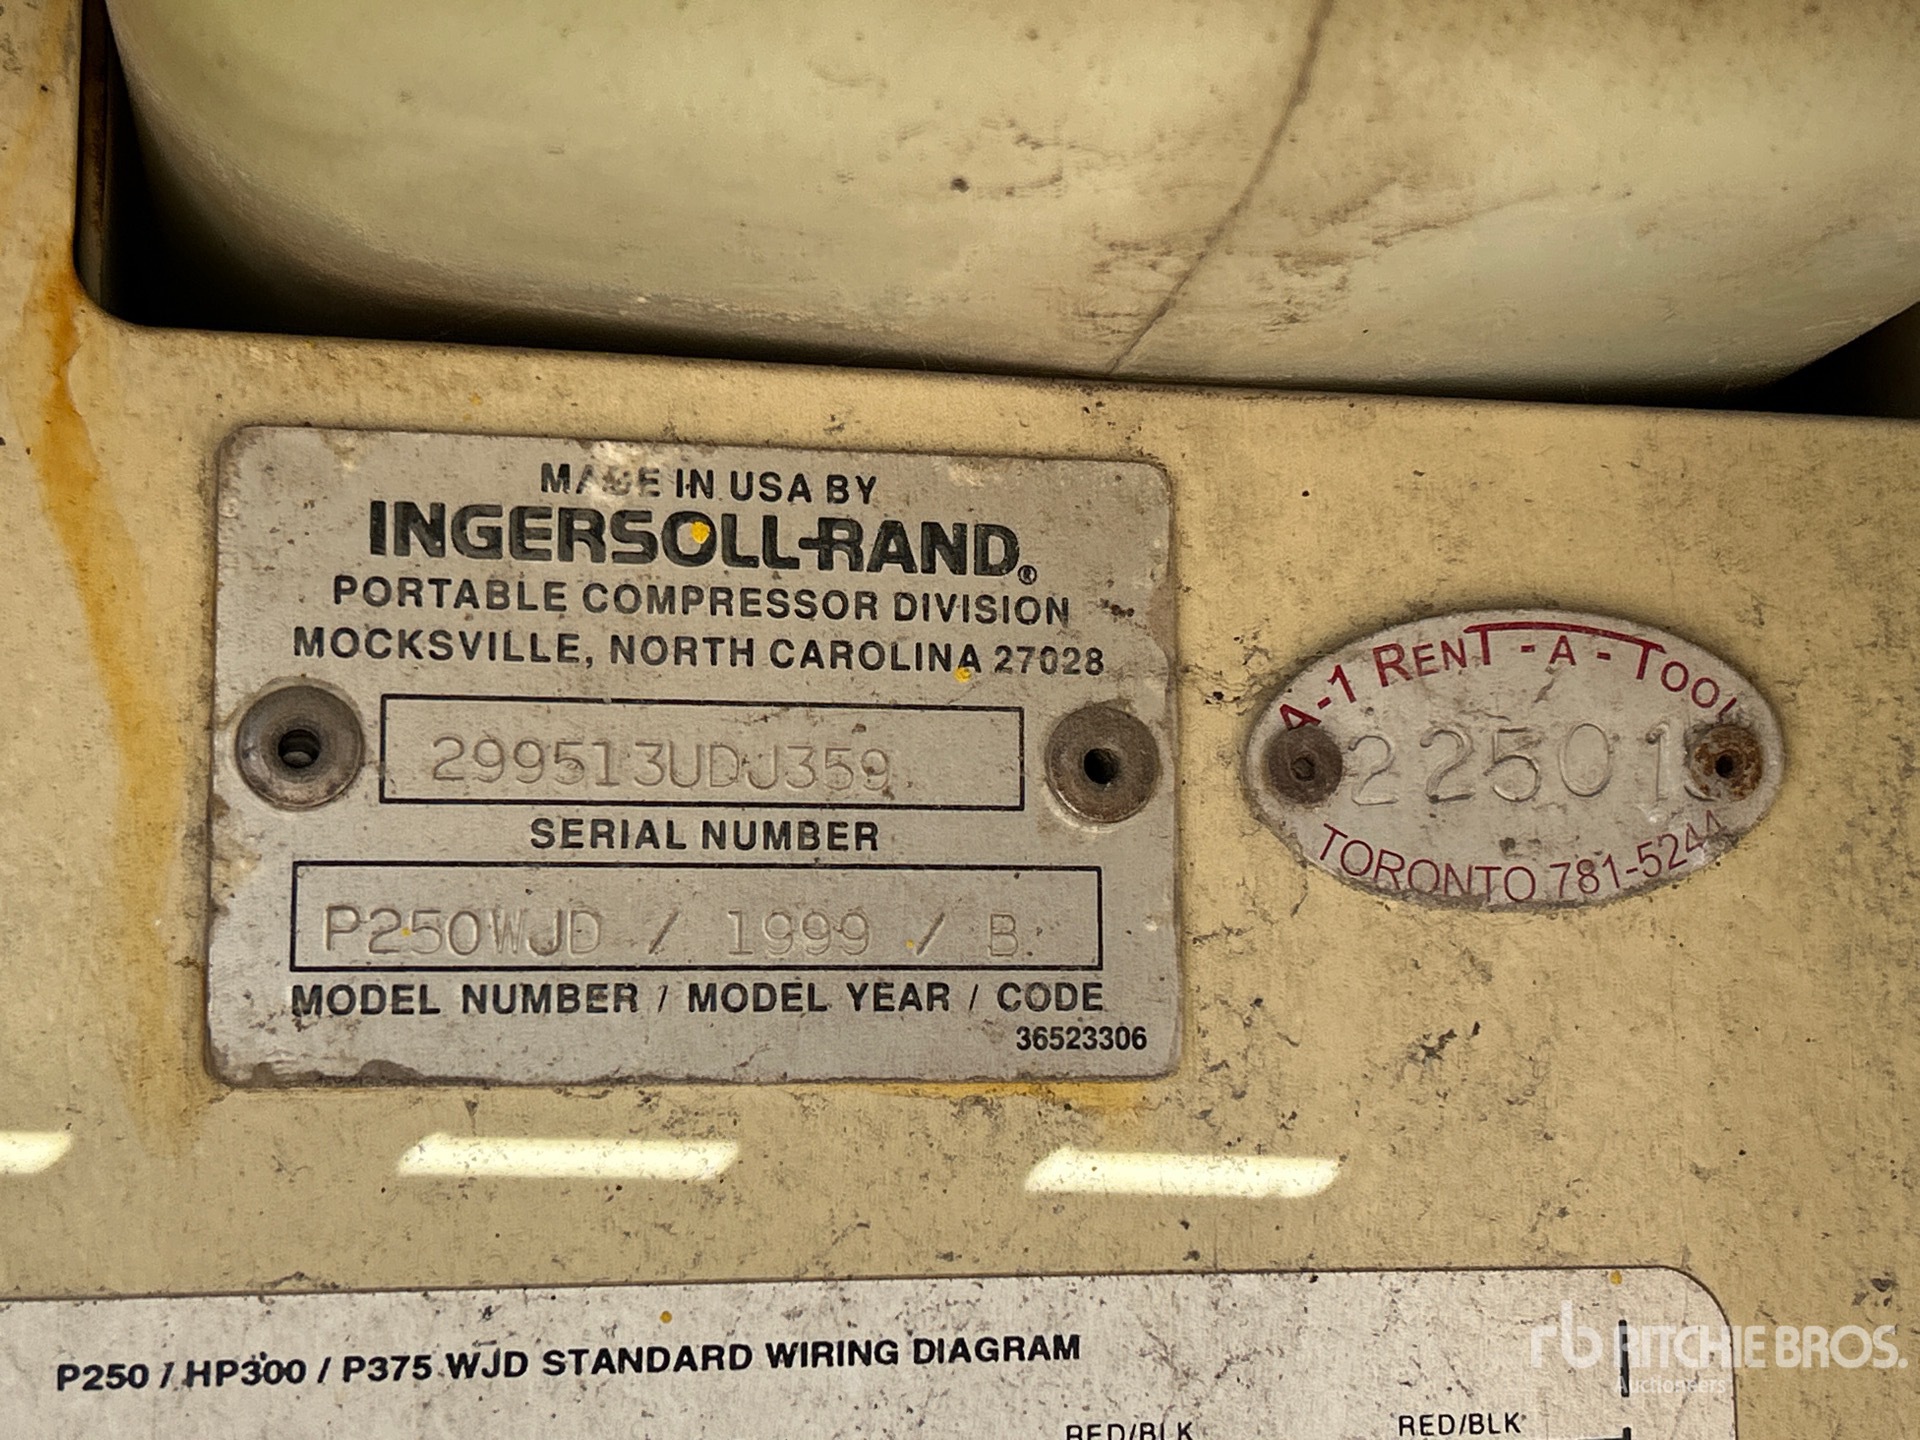 MADE IN USA BY
INGERSOLL-RAND®
PORTABLE COMPRESSOR DIVISION
MOCKSVILLE, NORTH CAROLINA 27028
299513UDJ359
SERIAL NUMBER
P250WJD / 1999 / B
MODEL NUMBER / MODEL YEAR / CODE
36523306
A-1 RENT-A-TOOL
TORONTO 781-5244
P250 / HP300 / P375 WJD STANDARD WIRING DIAGRAM
RED/BLK
RED/BLK
rb RITCHIE BROS.
Auctioneers